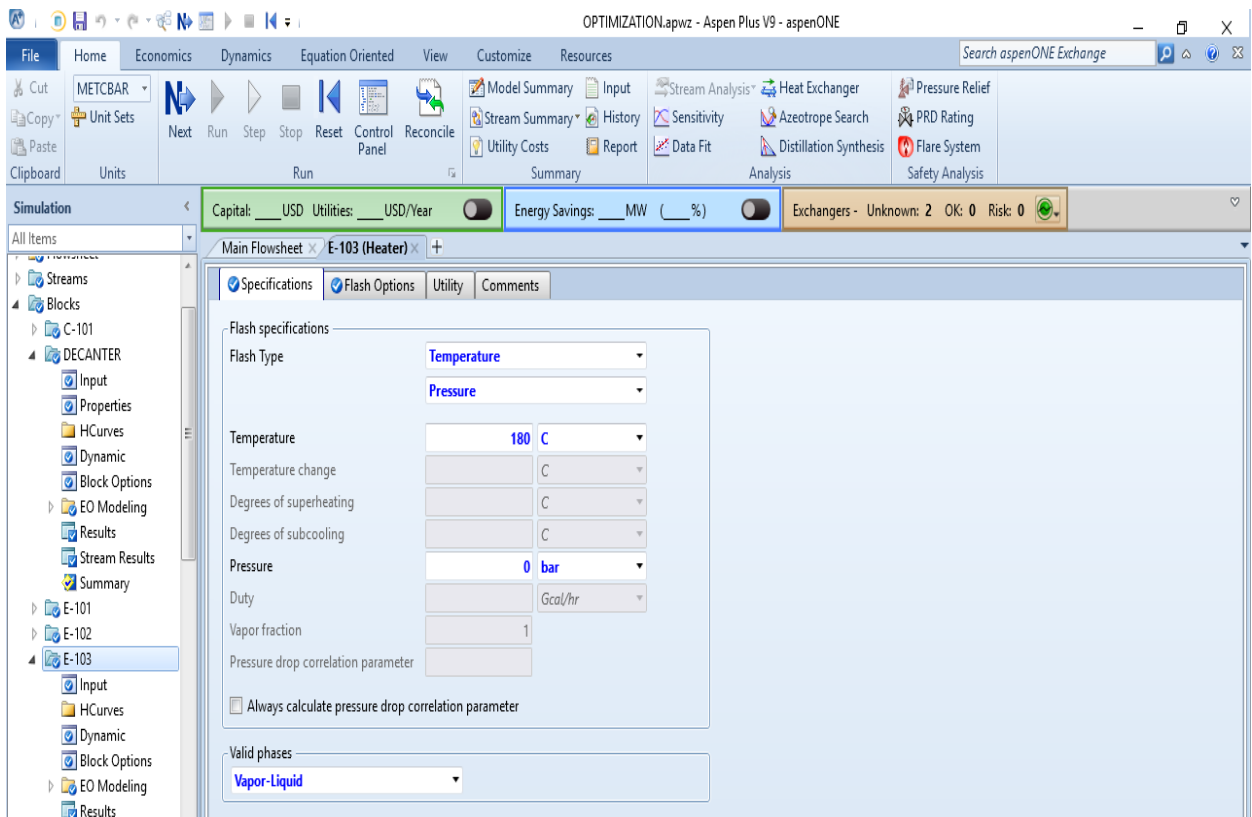 OPTIMIZATION.apwz - Aspen Plus V9 - aspenONE
File Home Economics Dynamics Equation Oriented View Customize Resources Search aspenONE Exchange
Cut METCBAR Model Summary Input Stream Analysis Heat Exchanger Pressure Relief
Copy Unit Sets Next Run Step Stop Reset Control Panel Reconcile Stream Summary History Sensitivity Azeotrope Search PRD Rating
Paste Utility Costs Report Data Fit Distillation Synthesis Flare System
Clipboard Units Run Summary Analysis Safety Analysis
Simulation Capital: ____USD Utilities: ____USD/Year Energy Savings: ____MW (____%) Exchangers - Unknown: 2 OK: 0 Risk: 0
All Items Main Flowsheet E-103 (Heater) +
Flowsheet
Streams
Blocks
C-101
DECANTER
Input
Properties
HCurves
Dynamic
Block Options
EO Modeling
Results
Stream Results
Summary
E-101
E-102
E-103
Input
HCurves
Dynamic
Block Options
EO Modeling
Results
Specifications Flash Options Utility Comments
Flash specifications
Flash Type Temperature
Pressure
Temperature 180 C
Temperature change C
Degrees of superheating C
Degrees of subcooling C
Pressure 0 bar
Duty Gcal/hr
Vapor fraction 1
Pressure drop correlation parameter
Always calculate pressure drop correlation parameter
Valid phases
Vapor-Liquid